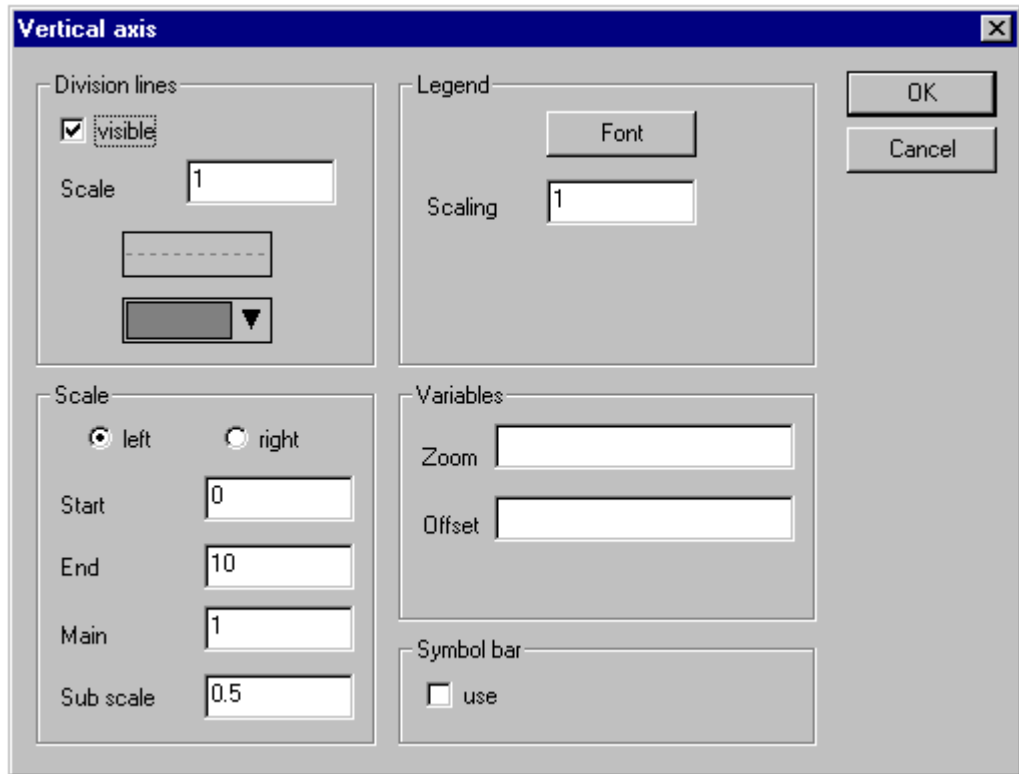 Vertical axis
Division lines
visible
Scale 1
Legend
Font
Scaling 1
OK
Cancel
Scale
left right
Start 0
End 10
Main 1
Sub scale 0.5
Variables
Zoom
Offset
Symbol bar
use